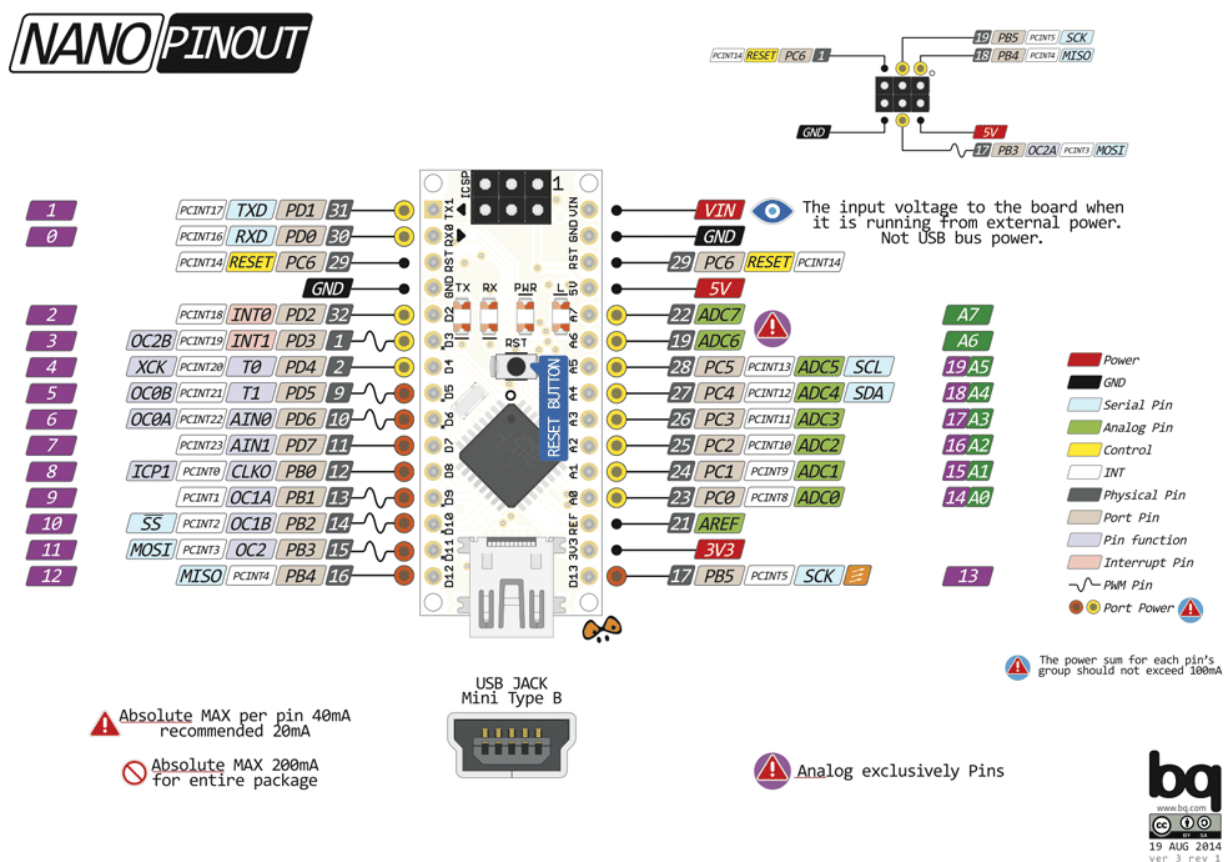 NANO PINOUT
19 PB5 PCINT5 SCK
PCINT14 RESET PC6 1
18 PB4 PCINT4 MISO
GND
5V
17 PB3 OC2A PCINT3 MOSI
ICSP
1
1 PCINT17 TXD PD1 31
TX1
VIN
VIN
The input voltage to the board when
it is running from external power.
Not USB bus power.
0 PCINT16 RXD PD0 30
RX0
GND
GND
PCINT14 RESET PC6 29
RST
RST
29 PC6 RESET PCINT14
GND
GND
5V
5V
TX RX PWR L
2 PCINT18 INT0 PD2 32
D2
A7
22 ADC7
A7
3 OC2B PCINT19 INT1 PD3 1
D3
RST
A6
19 ADC6
A6
4 XCK PCINT20 T0 PD4 2
D4
A5
28 PC5 PCINT13 ADC5 SCL
19 A5
5 OC0B PCINT21 T1 PD5 9
D5
A4
27 PC4 PCINT12 ADC4 SDA
18 A4
6 OC0A PCINT22 AIN0 PD6 10
D6
RESET BUTTON
A3
26 PC3 PCINT11 ADC3
17 A3
7 PCINT23 AIN1 PD7 11
D7
A2
25 PC2 PCINT10 ADC2
16 A2
8 ICP1 PCINT0 CLKO PB0 12
D8
A1
24 PC1 PCINT9 ADC1
15 A1
9 PCINT1 OC1A PB1 13
D9
A0
23 PC0 PCINT8 ADC0
14 A0
10 SS PCINT2 OC1B PB2 14
D10
REF
21 AREF
11 MOSI PCINT3 OC2 PB3 15
D11
3V3
3V3
12 MISO PCINT4 PB4 16
D12
D13
17 PB5 PCINT5 SCK
13
Power
GND
Serial Pin
Analog Pin
Control
INT
Physical Pin
Port Pin
Pin function
Interrupt Pin
PWM Pin
Port Power
The power sum for each pin's
group should not exceed 100mA
USB JACK
Mini Type B
Absolute MAX per pin 40mA
recommended 20mA
Absolute MAX 200mA
for entire package
Analog exclusively Pins
bq
www.bq.com
cc BY SA
19 AUG 2014
ver 3 rev 1